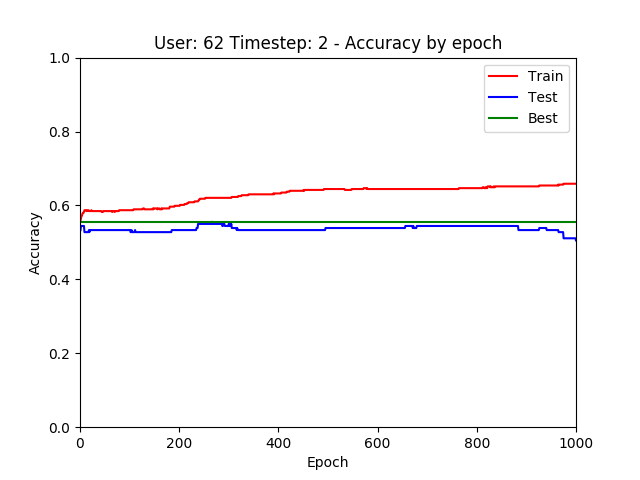 User: 62 Timestep: 2 - Accuracy by epoch
1.0
0.8
0.6
0.4
0.2
0.0
Accuracy
Train
Test
Best
0 200 400 600 800 1000
Epoch